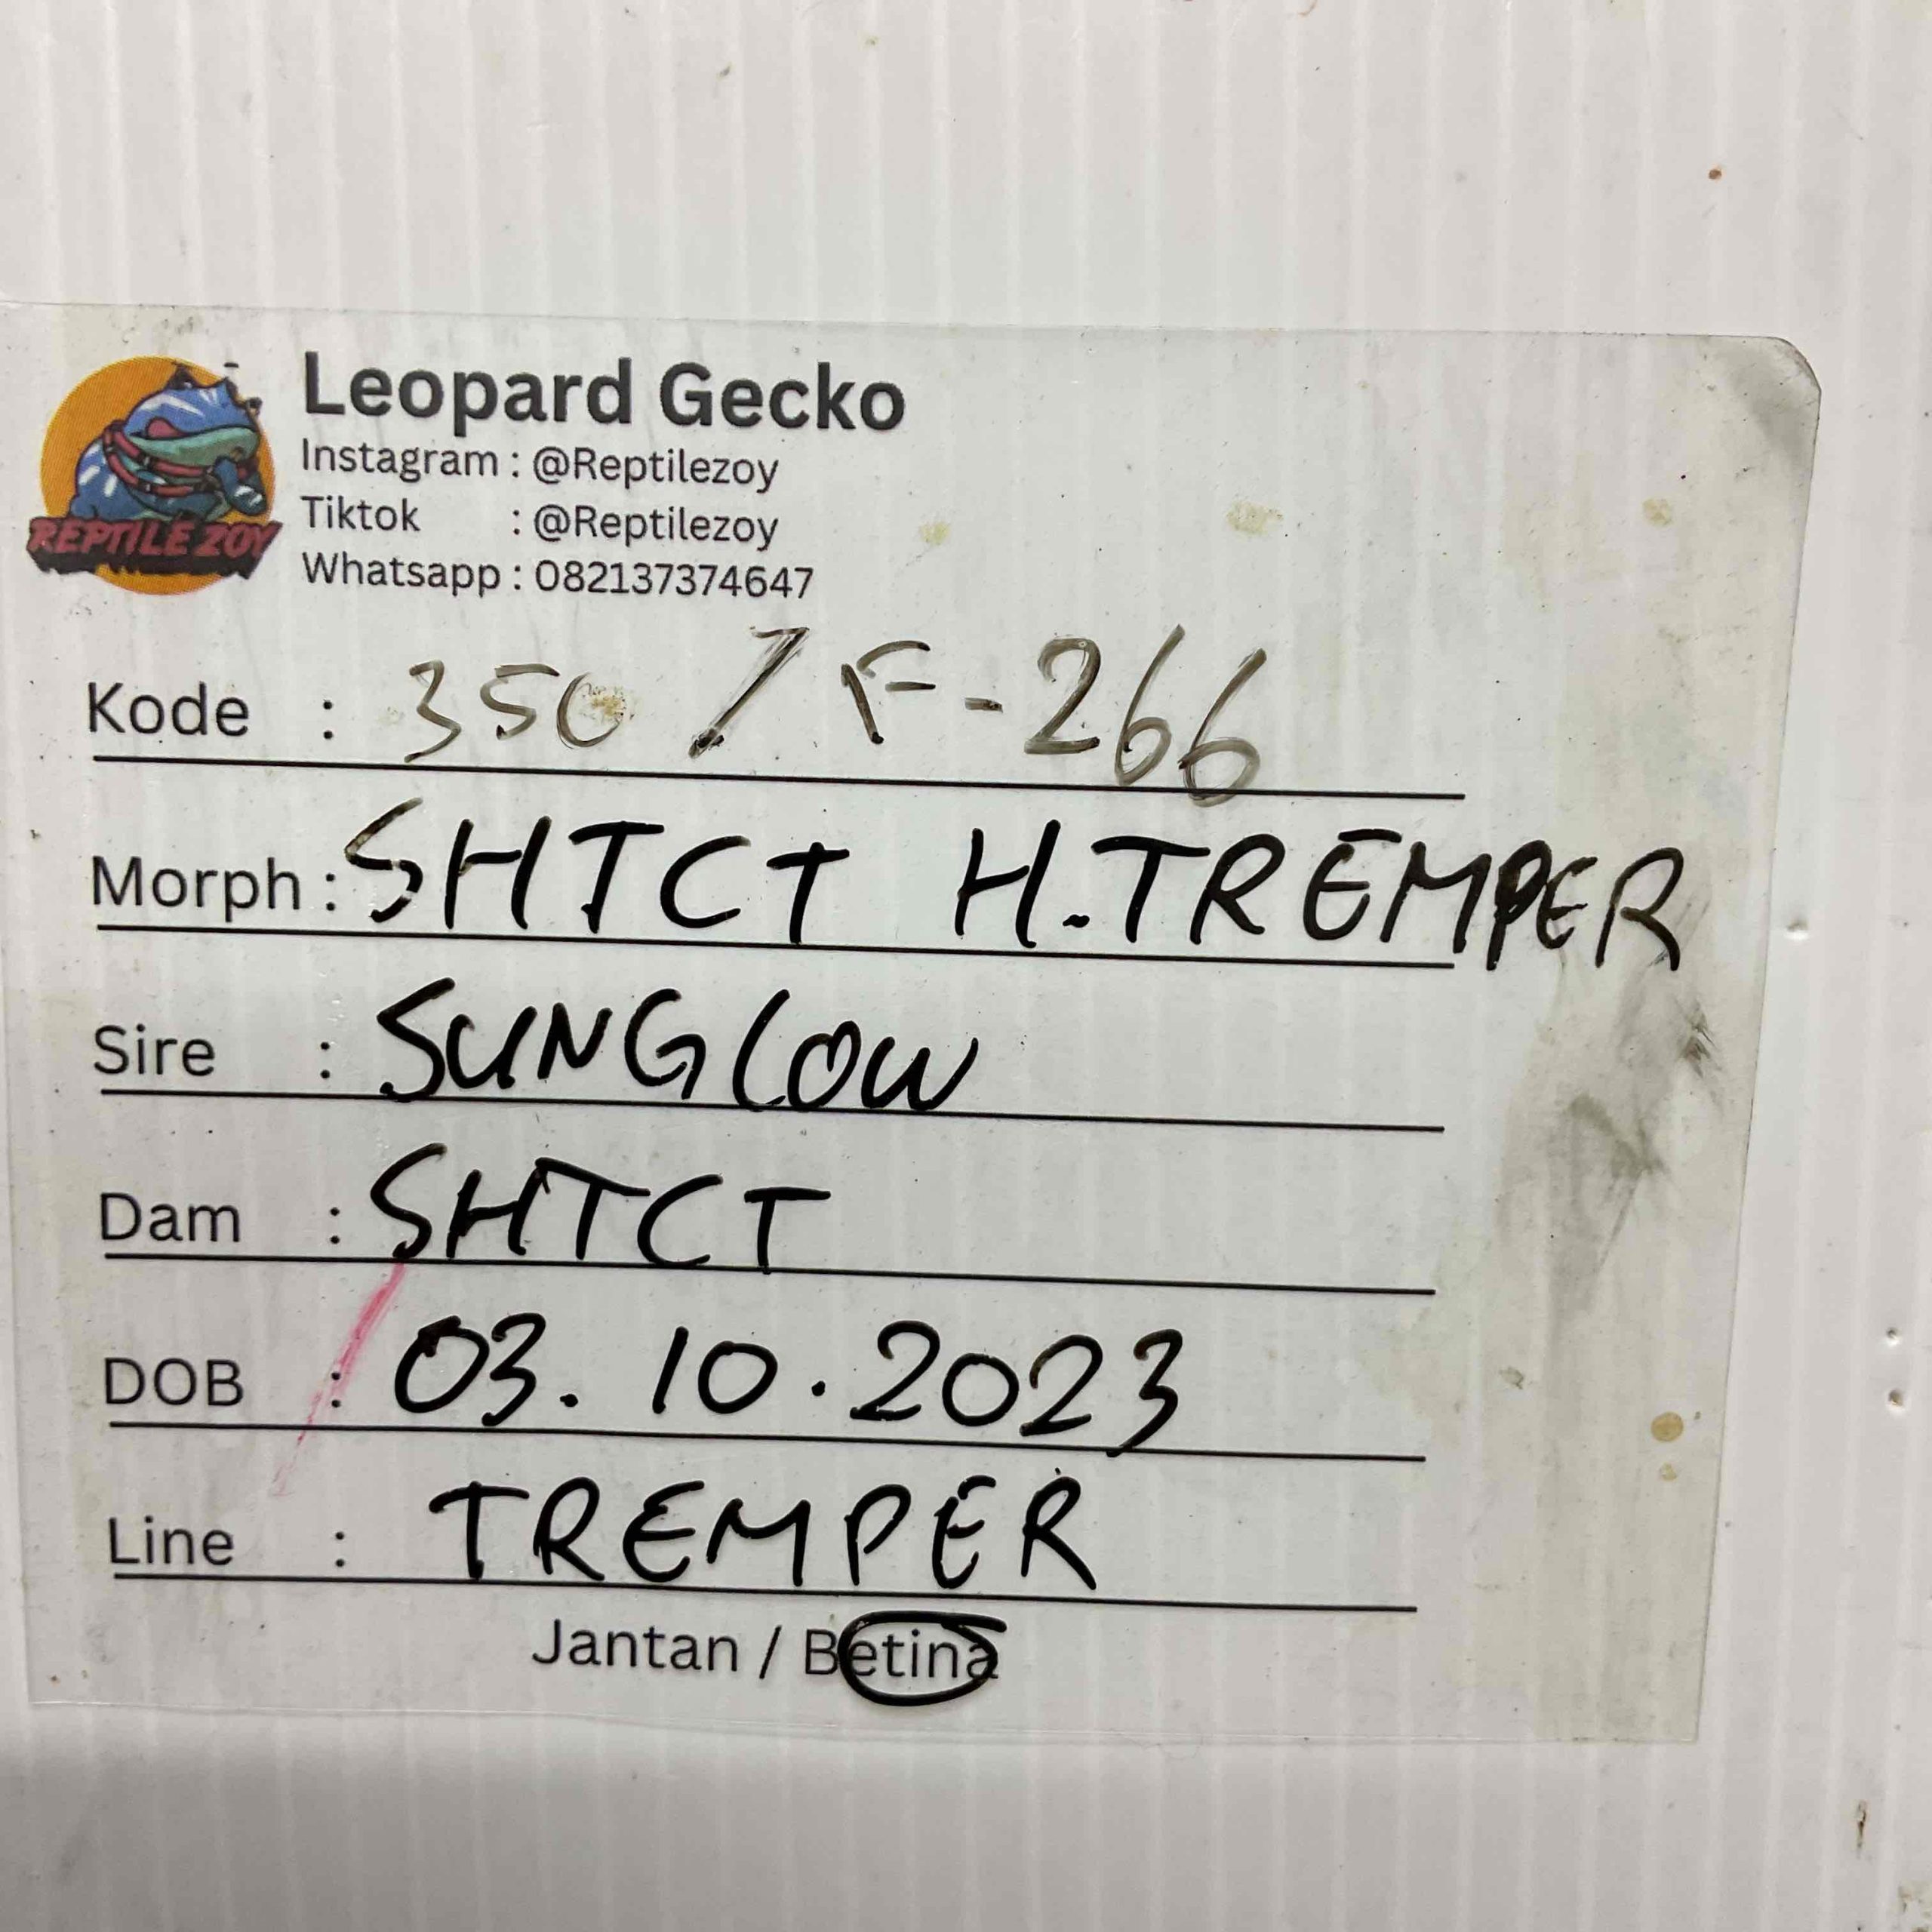 REPTILE ZOY
Leopard Gecko
Instagram : @Reptilezoy
Tiktok : @Reptilezoy
Whatsapp : 082137374647
Kode : 350 / F-266
Morph : SHTCT H.TREMPER
Sire : SUNGLOW
Dam : SHTCT
DOB : 03.10.2023
Line : TREMPER
Jantan / Betina